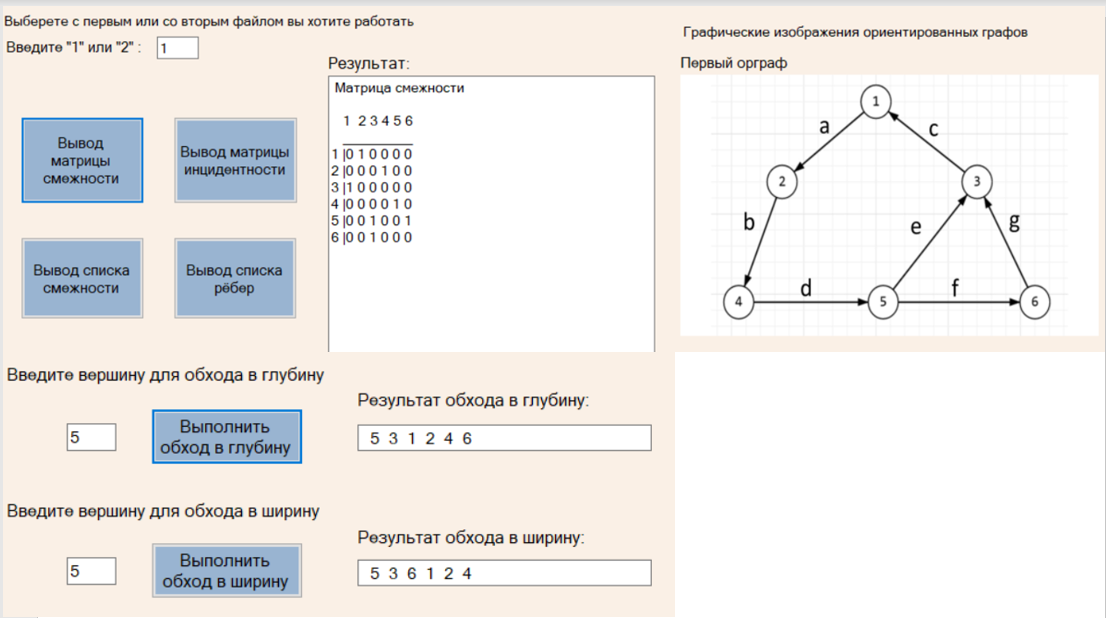 Выберете с первым или со вторым файлом вы хотите работать
Введите "1" или "2" : 1
Вывод
матрицы
смежности
Вывод матрицы
инцидентности
Вывод списка
смежности
Вывод списка
рёбер
Результат:
Матрица смежности
1 2 3 4 5 6
1 |0 1 0 0 0 0
2 |0 0 0 1 0 0
3 |1 0 0 0 0 0
4 |0 0 0 0 1 0
5 |0 0 1 0 0 1
6 |0 0 1 0 0 0
Графические изображения ориентированных графов
Первый орграф
1
a
c
2
3
b
e
g
4
d
5
f
6
Введите вершину для обхода в глубину
5
Выполнить
обход в глубину
Результат обхода в глубину:
5 3 1 2 4 6
Введите вершину для обхода в ширину
5
Выполнить
обход в ширину
Результат обхода в ширину:
5 3 6 1 2 4